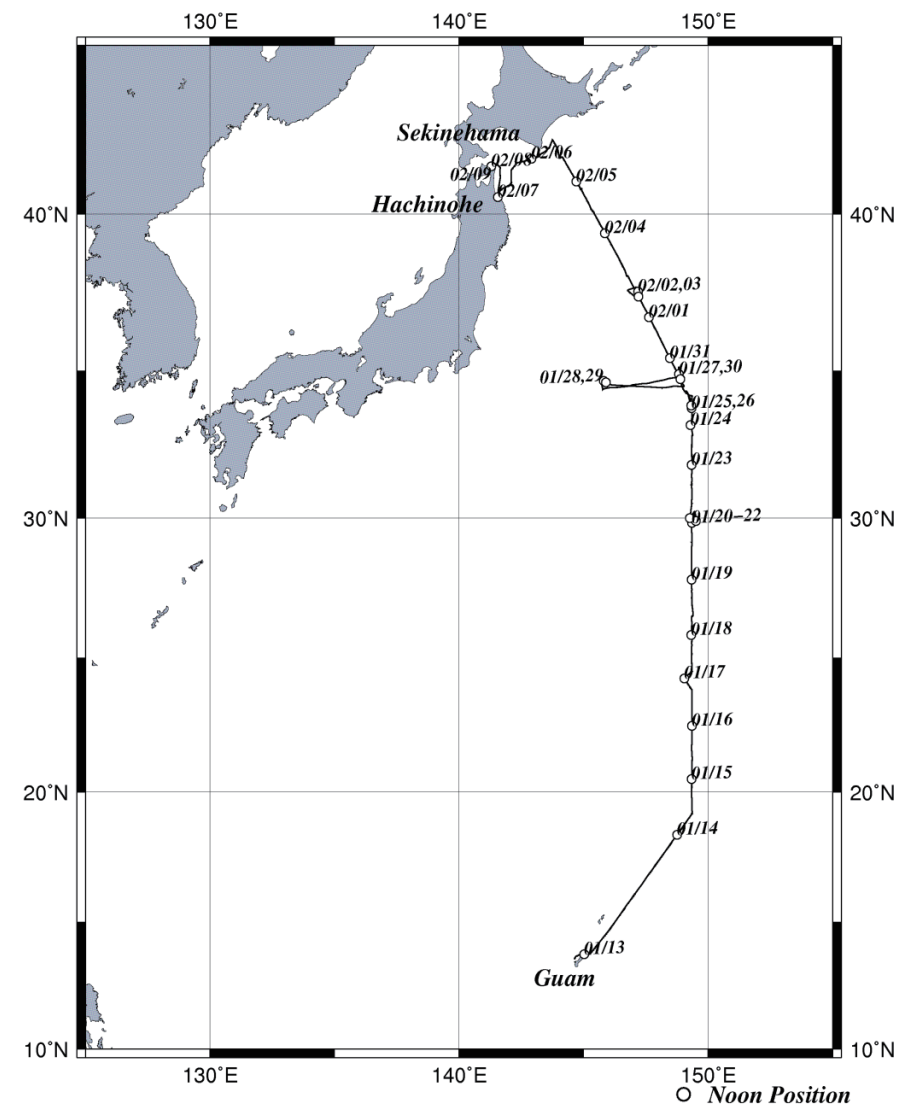 130°E 140°E 150°E
Sekinehama
02/06
02/08
02/09
02/05
02/07
Hachinohe
40°N 40°N
02/04
02/02,03
02/01
01/31
01/27,30
01/28,29
01/25,26
01/24
01/23
30°N 01/20-22 30°N
01/19
01/18
01/17
01/16
01/15
20°N 20°N
01/14
01/13
Guam
10°N 10°N
130°E 140°E 150°E
Noon Position